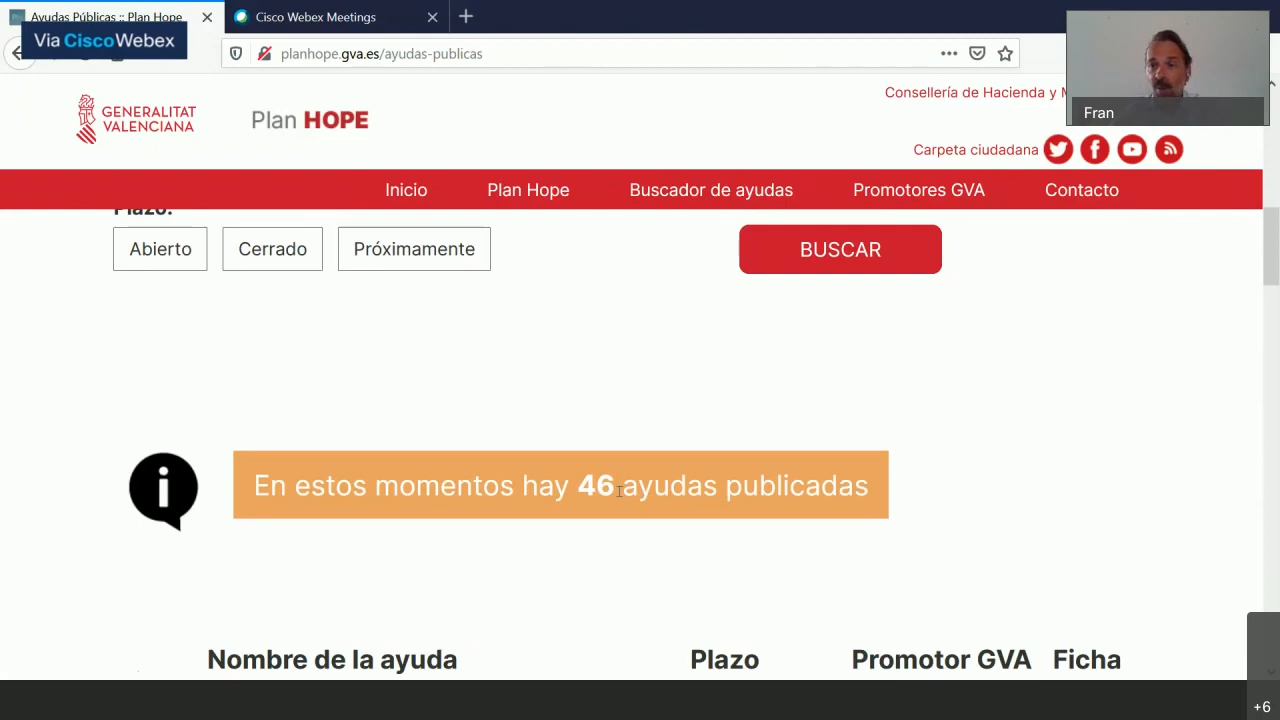 Ayudas Públicas :: Plan Hope
Cisco Webex Meetings
Via CiscoWebex
planhope.gva.es/ayudas-publicas
GENERALITAT
VALENCIANA
Plan HOPE
Consellería de Hacienda y
Fran
Carpeta ciudadana
Inicio
Plan Hope
Buscador de ayudas
Promotores GVA
Contacto
Plazo:
Abierto
Cerrado
Próximamente
BUSCAR
En estos momentos hay 46 ayudas publicadas
Nombre de la ayuda
Plazo
Promotor GVA
Ficha
+6